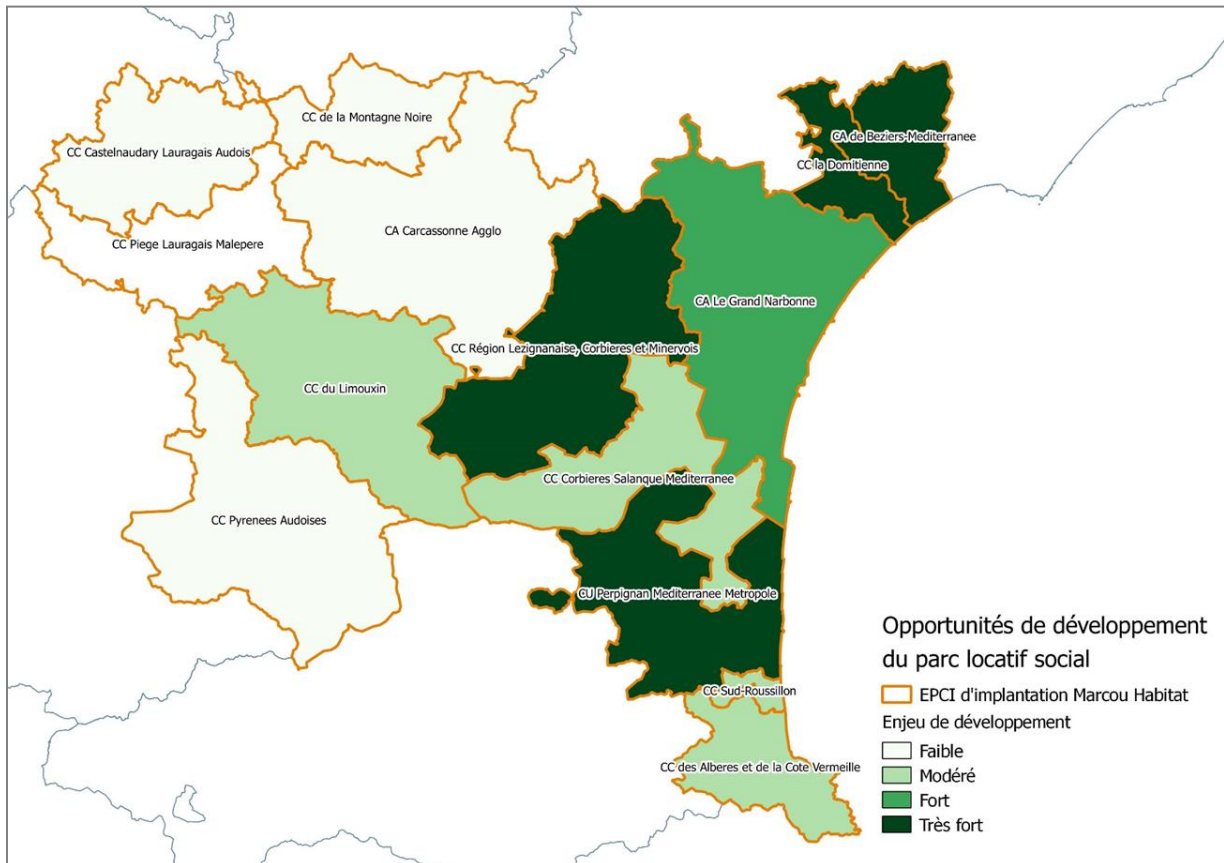 CC de la Montagne Noire
CC Castelnaudary Lauragais Audois
CA de Beziers-Mediterranee
CC la Domitienne
CC Piege Lauragais Malepere
CA Carcassonne Agglo
CA Le Grand Narbonne
CC Région Lezignanaise, Corbieres et Minervois
CC du Limouxin
CC Corbieres Salanque Mediterranee
CC Pyrenees Audoises
CU Perpignan Mediterranee Metropole
CC Sud-Roussillon
CC des Alberes et de la Cote Vermeille
Opportunités de développement
du parc locatif social
EPCI d'implantation Marcou Habitat
Enjeu de développement
Faible
Modéré
Fort
Très fort